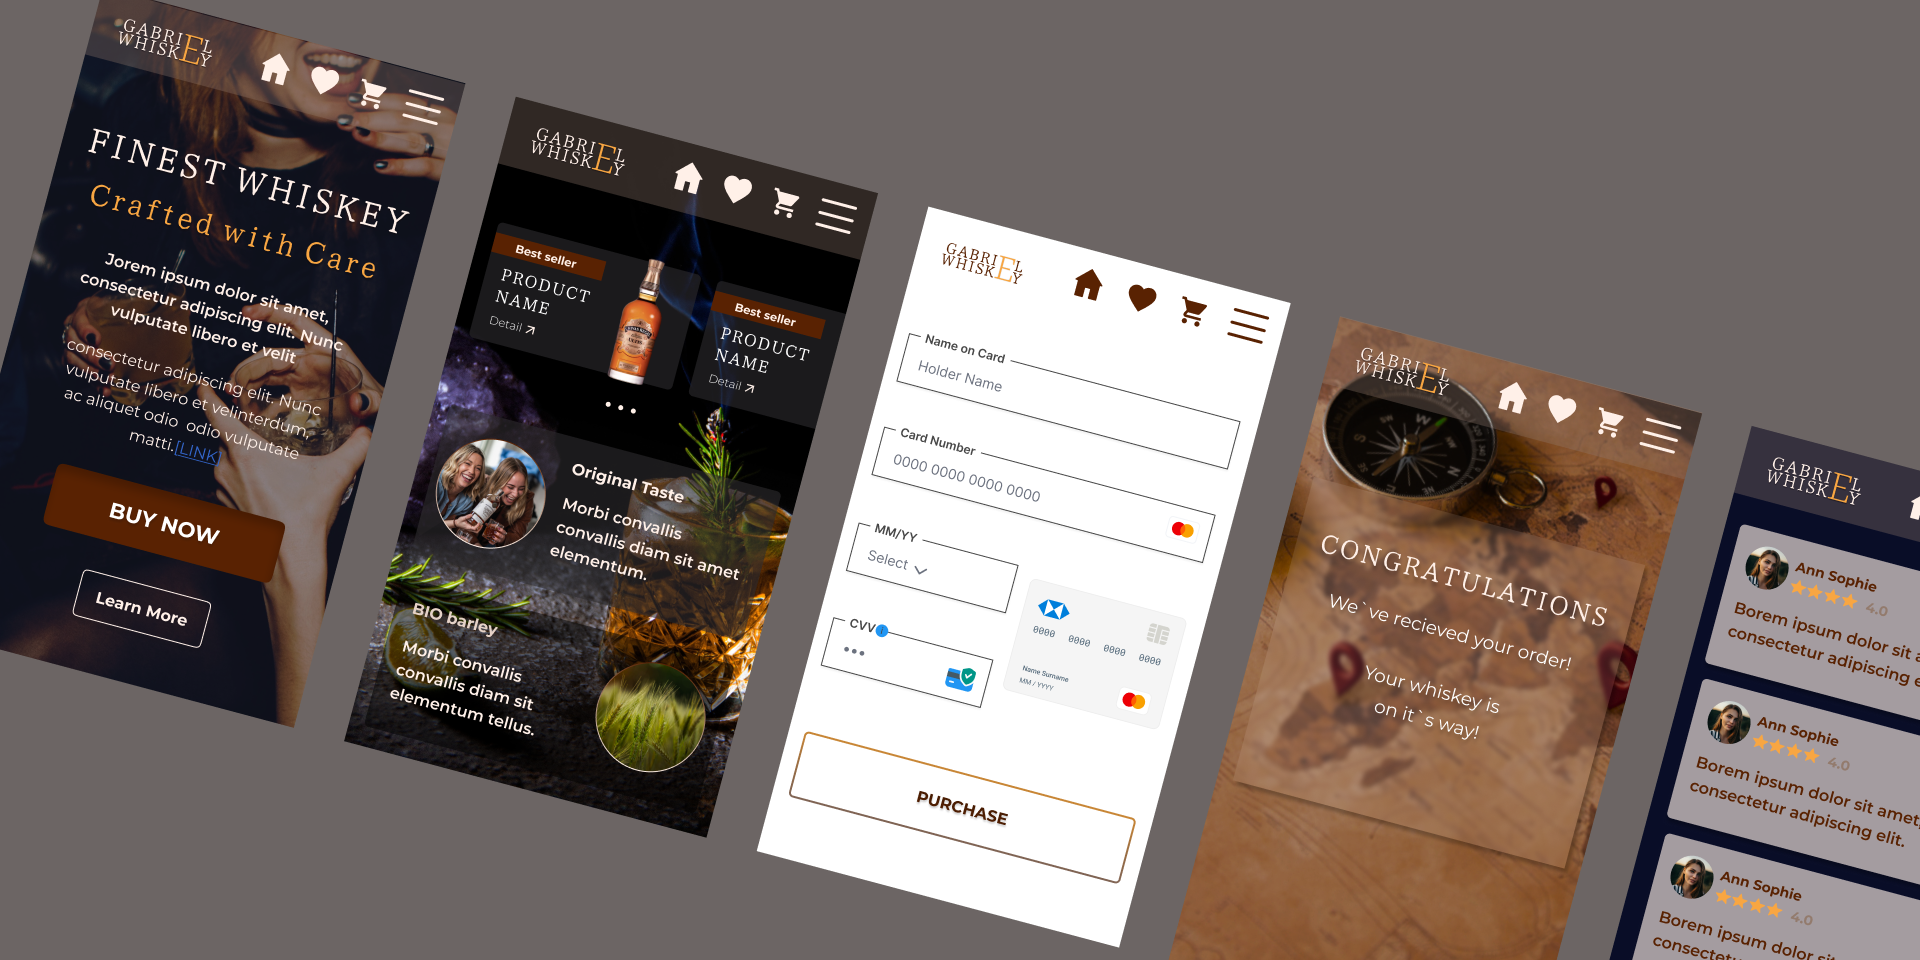 GABRIEL
WHISKEY
FINEST WHISKEY
Crafted with Care
Jorem ipsum dolor sit amet,
consectetur adipiscing elit. Nunc
vulputate libero et velit
consectetur adipiscing elit. Nunc
vulputate libero et velinterdum,
ac aliquet odio odio vulputate
matti.[LINK]
BUY NOW
Learn More
GABRIEL
WHISKEY
Best seller
PRODUCT
NAME
Detail
Best seller
PRODUCT
NAME
Detail
Original Taste
Morbi convallis
convallis diam sit amet
elementum.
BIO barley
Morbi convallis
convallis diam sit
elementum tellus.
GABRIEL
WHISKEY
Name on Card
Holder Name
Card Number
0000 0000 0000 0000
MM/YY
Select
CVV
0000 0000 0000 0000
Name Surname
MM / YYYY
PURCHASE
GABRIEL
WHISKEY
CONGRATULATIONS
We`ve recieved your order!
Your whiskey is
on it`s way!
GABRIEL
WHISKEY
Ann Sophie
4.0
Borem ipsum dolor sit a
consectetur adipiscing e
Ann Sophie
4.0
Borem ipsum dolor sit amet,
consectetur adipiscing elit.
Ann Sophie
4.0
Borem ipsum dolor sit am
consectetur adipiscing